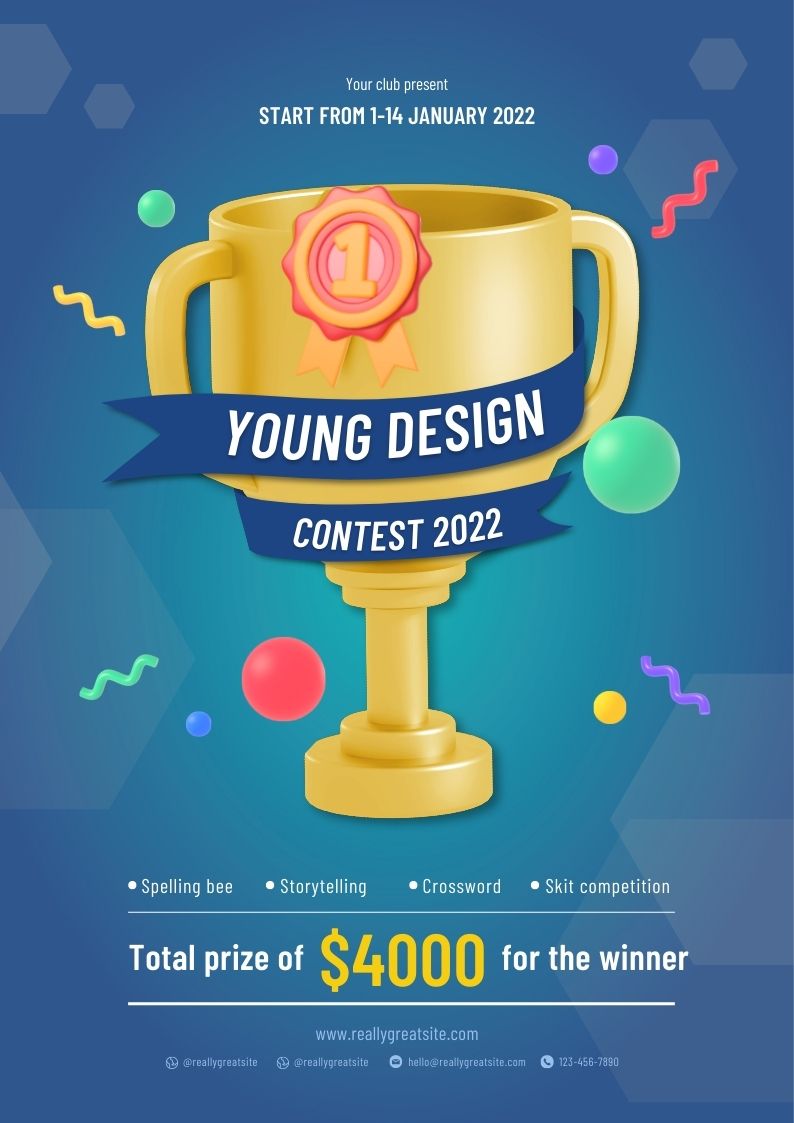 Your club present
START FROM 1-14 JANUARY 2022
1
YOUNG DESIGN
CONTEST 2022
Spelling bee Storytelling Crossword Skit competition
Total prize of $4000 for the winner
www.reallygreatsite.com
@reallygreatsite @reallygreatsite hello@reallygreatsite.com 123-456-7890